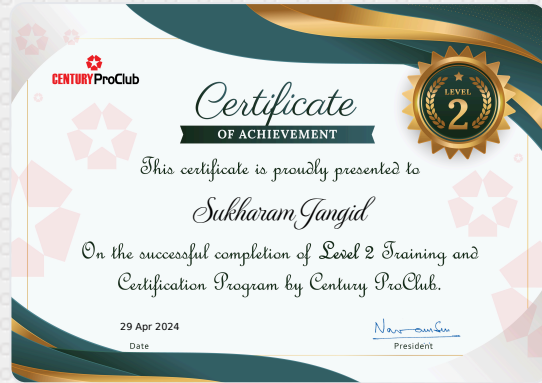 CENTURY ProClub
Certificate
OF ACHIEVEMENT
LEVEL
2
This certificate is proudly presented to
Sukharam Jangid
On the successful completion of Level 2 Training and
Certification Program by Century ProClub.
29 Apr 2024
Date
President